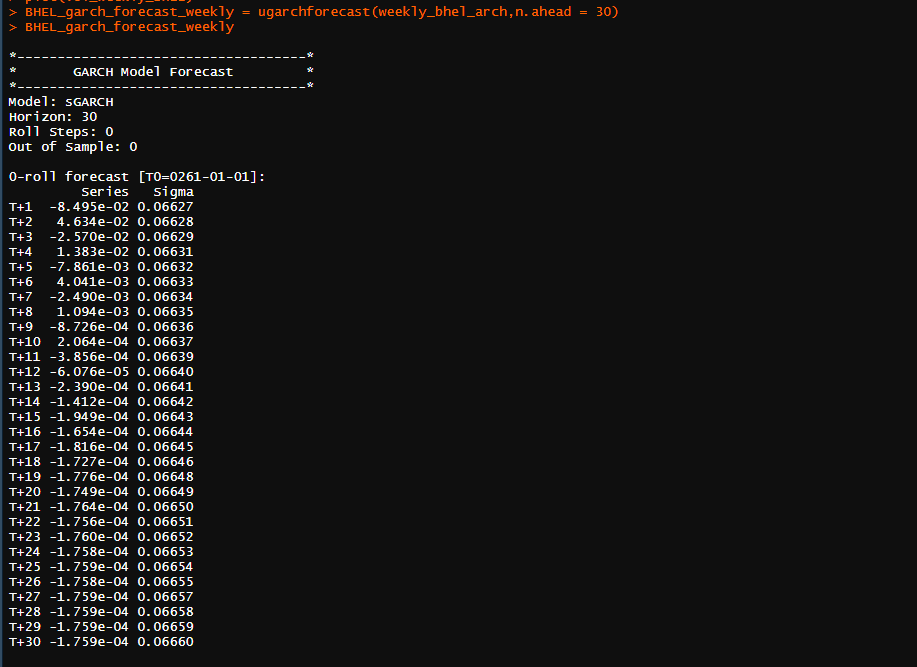 > BHEL_garch_forecast_weekly = ugarchforecast(weekly_bhel_arch,n.ahead = 30)
> BHEL_garch_forecast_weekly
*------------------------------------*
*       GARCH Model Forecast         *
*------------------------------------*
Model: sGARCH
Horizon: 30
Roll Steps: 0
Out of Sample: 0
0-roll forecast [T0=0261-01-01]:
         Series   Sigma
T+1  -8.495e-02 0.06627
T+2   4.634e-02 0.06628
T+3  -2.570e-02 0.06629
T+4   1.383e-02 0.06631
T+5  -7.861e-03 0.06632
T+6   4.041e-03 0.06633
T+7  -2.490e-03 0.06634
T+8   1.094e-03 0.06635
T+9  -8.726e-04 0.06636
T+10  2.064e-04 0.06637
T+11 -3.856e-04 0.06639
T+12 -6.076e-05 0.06640
T+13 -2.390e-04 0.06641
T+14 -1.412e-04 0.06642
T+15 -1.949e-04 0.06643
T+16 -1.654e-04 0.06644
T+17 -1.816e-04 0.06645
T+18 -1.727e-04 0.06646
T+19 -1.776e-04 0.06648
T+20 -1.749e-04 0.06649
T+21 -1.764e-04 0.06650
T+22 -1.756e-04 0.06651
T+23 -1.760e-04 0.06652
T+24 -1.758e-04 0.06653
T+25 -1.759e-04 0.06654
T+26 -1.758e-04 0.06655
T+27 -1.759e-04 0.06657
T+28 -1.759e-04 0.06658
T+29 -1.759e-04 0.06659
T+30 -1.759e-04 0.06660